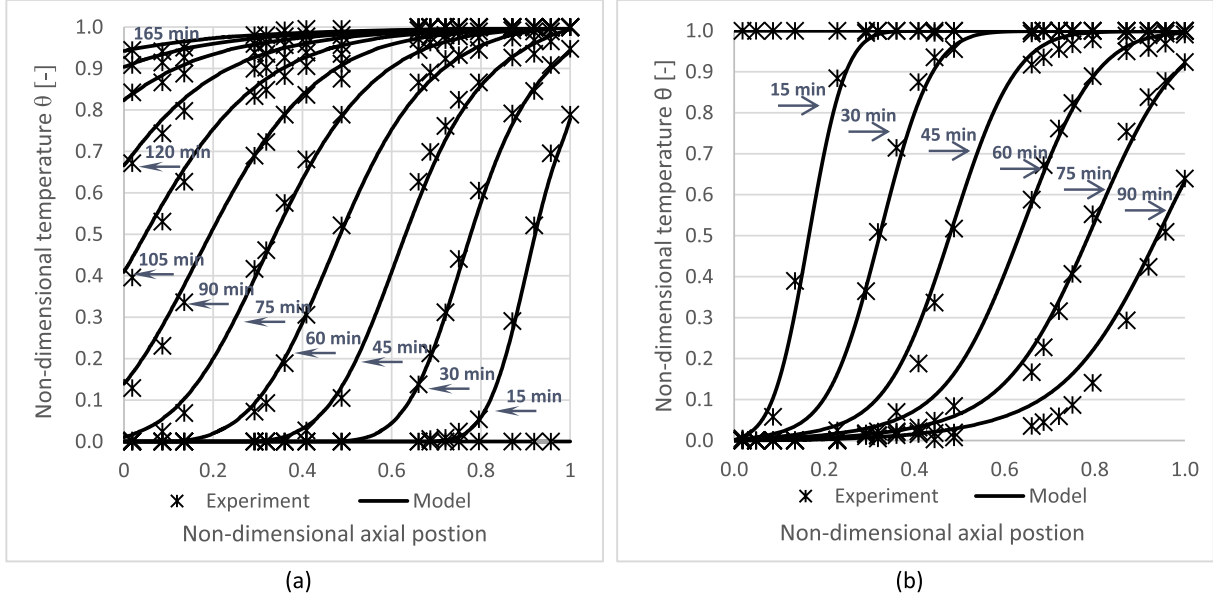 1.0
0.9
0.8
0.7
0.6
0.5
0.4
0.3
0.2
0.1
0.0
Non-dimensional temperature θ [-]
165 min
120 min
105 min
90 min
75 min
60 min
45 min
30 min
15 min
0 0.2 0.4 0.6 0.8 1
Experiment Model
Non-dimensional axial postion
(a)
1.0
0.9
0.8
0.7
0.6
0.5
0.4
0.3
0.2
0.1
0.0
Non-dimensional temperature θ [-]
15 min
30 min
45 min
60 min
75 min
90 min
0.0 0.2 0.4 0.6 0.8 1.0
Experiment Model
Non-dimensional axial postion
(b)